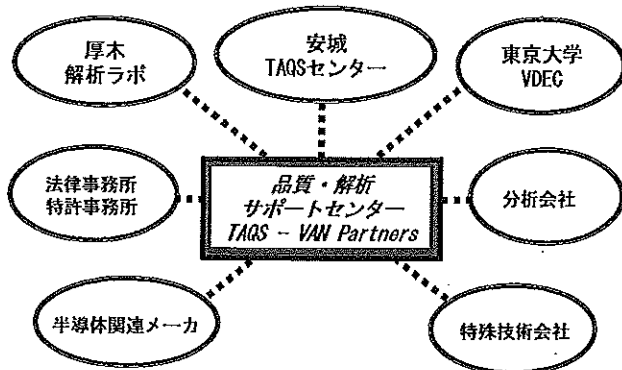 厚木
解析ラボ
安城
TAQSセンター
東京大学
VDEC
法律事務所
特許事務所
品質・解析
サポートセンター
TAQS - VAN Partners
分析会社
半導体関連メーカ
特殊技術会社